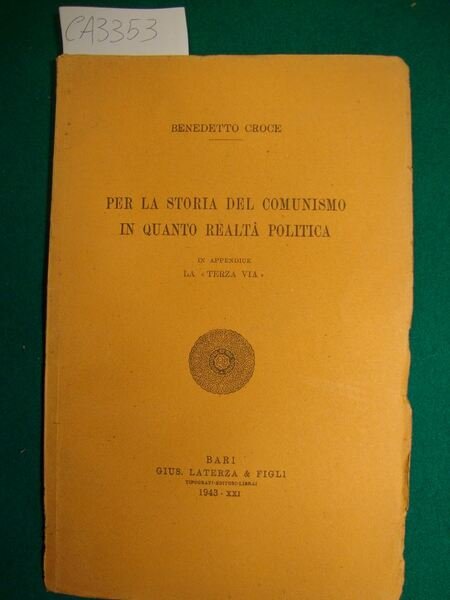 CA3353
BENEDETTO CROCE
PER LA STORIA DEL COMUNISMO
IN QUANTO REALTÀ POLITICA
IN APPENDICE
LA « TERZA VIA »
BARI
GIUS. LATERZA & FIGLI
TIPOGRAFI-EDITORI-LIBRAI
1943 - XXI